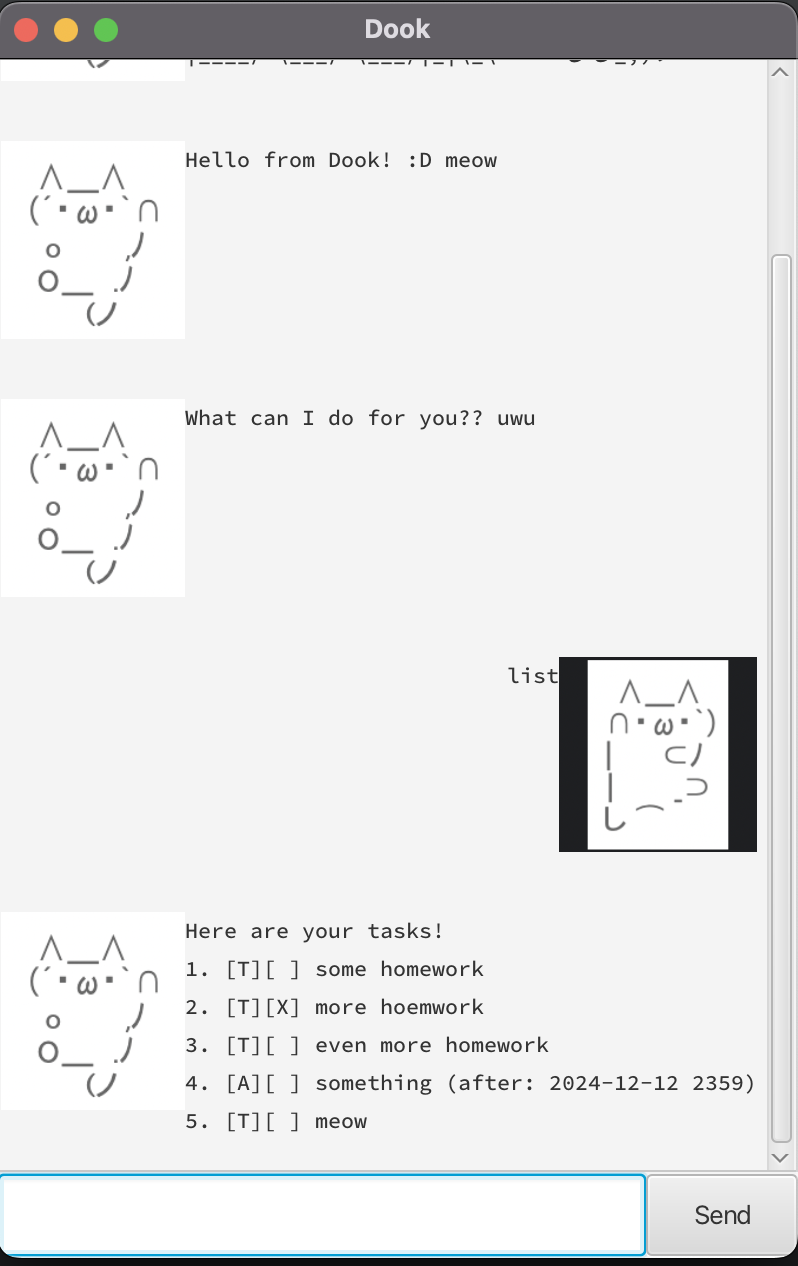 Dook
Hello from Dook! :D meow
What can I do for you?? uwu
list
Here are your tasks!
1. [T][ ] some homework
2. [T][X] more hoemwork
3. [T][ ] even more homework
4. [A][ ] something (after: 2024-12-12 2359)
5. [T][ ] meow
Send